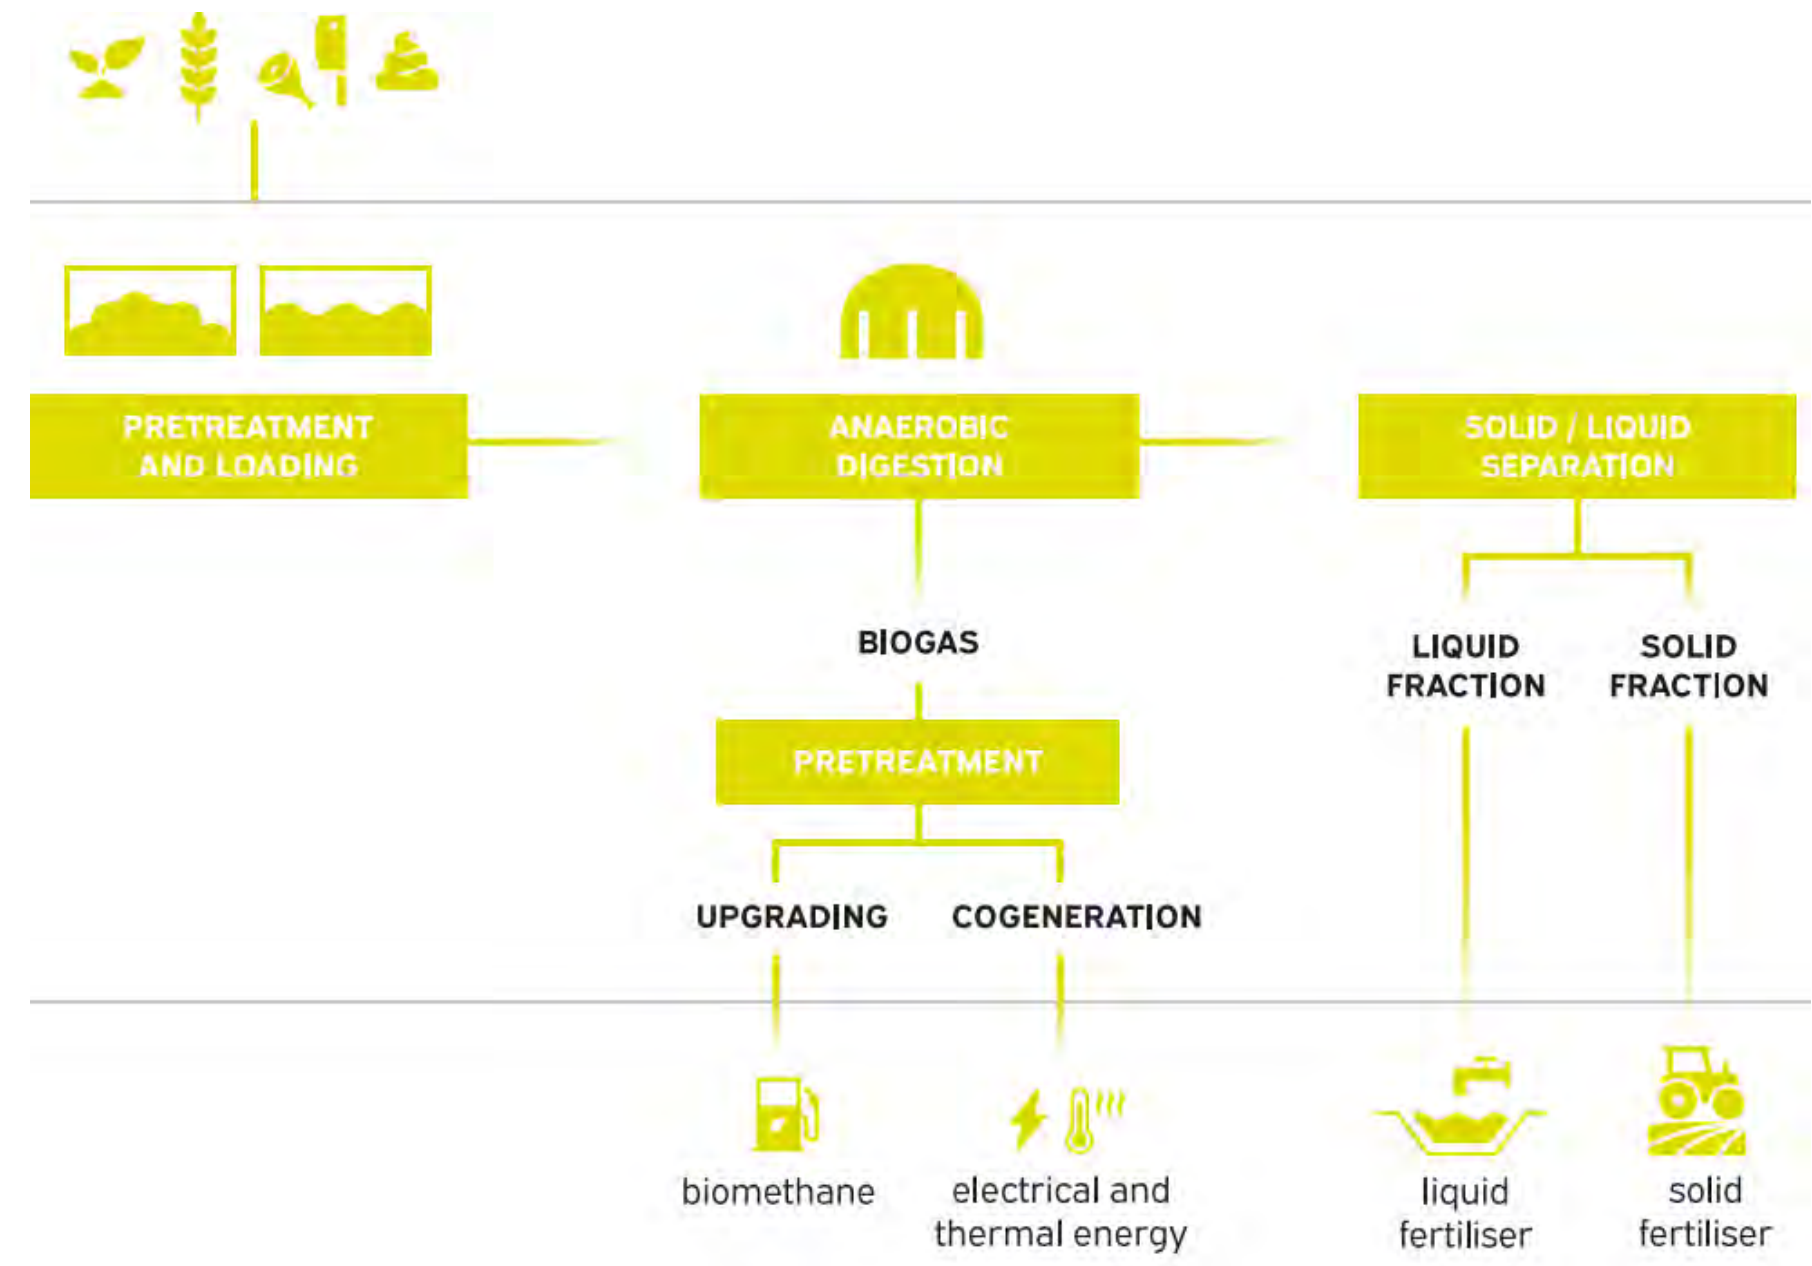 PRETREATMENT
AND LOADING
ANAEROBIC
DIGESTION
SOLID / LIQUID
SEPARATION
BIOGAS
LIQUID
FRACTION
SOLID
FRACTION
PRETREATMENT
UPGRADING
COGENERATION
biomethane
electrical and
thermal energy
liquid
fertiliser
solid
fertiliser